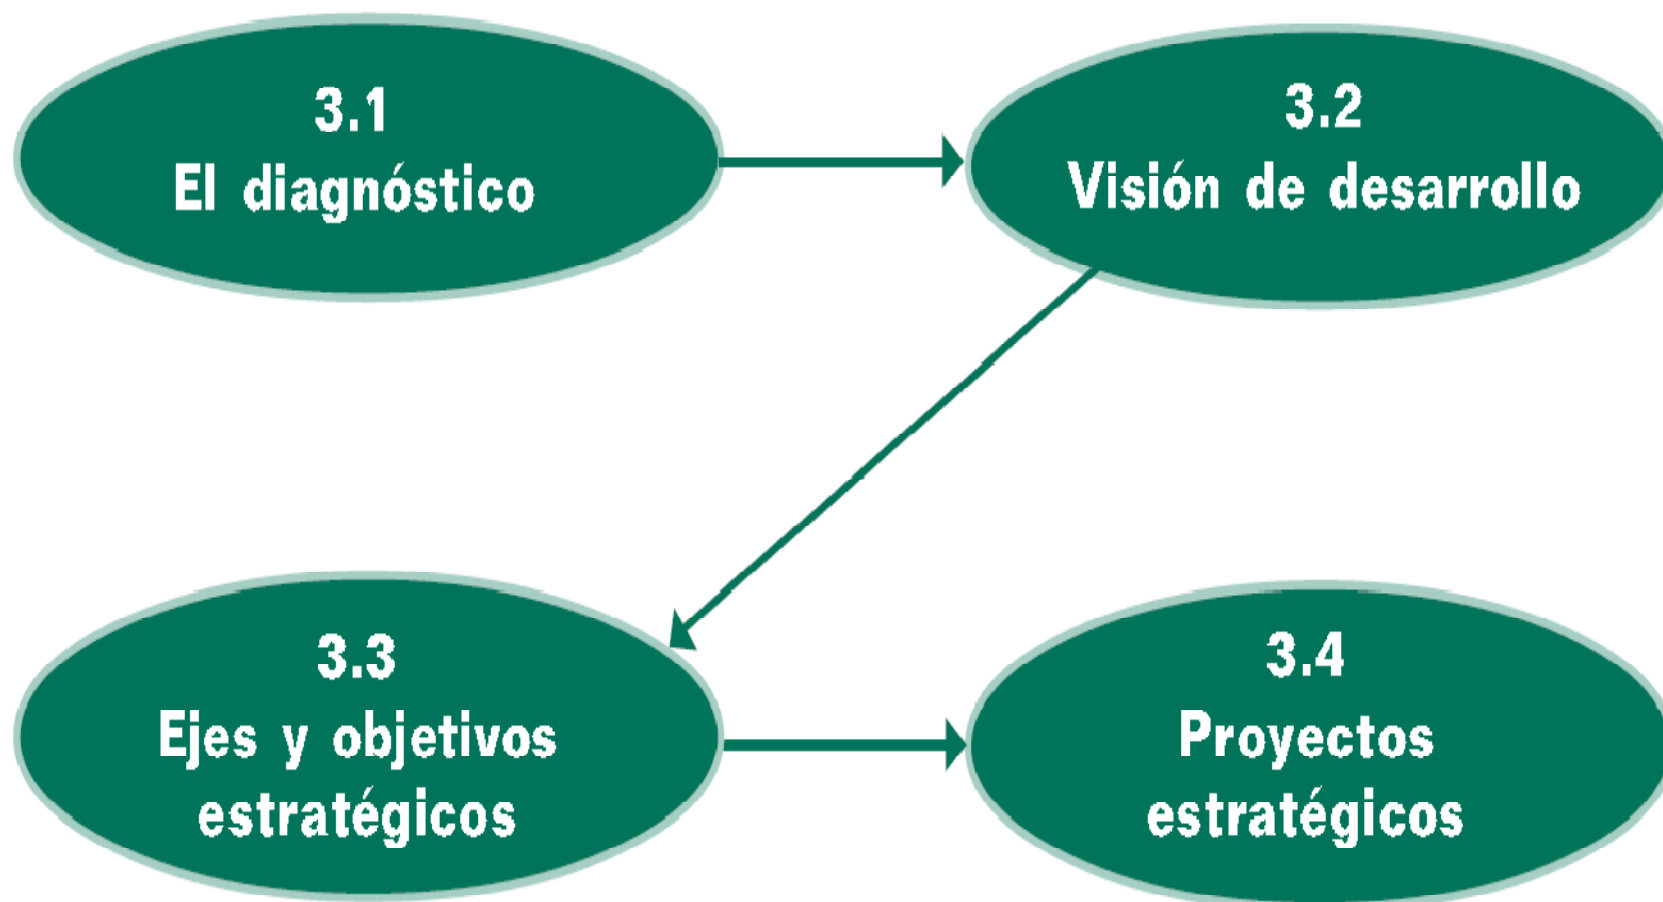 3.1
El diagnóstico
3.2
Visión de desarrollo
3.3
Ejes y objetivos
estratégicos
3.4
Proyectos
estratégicos